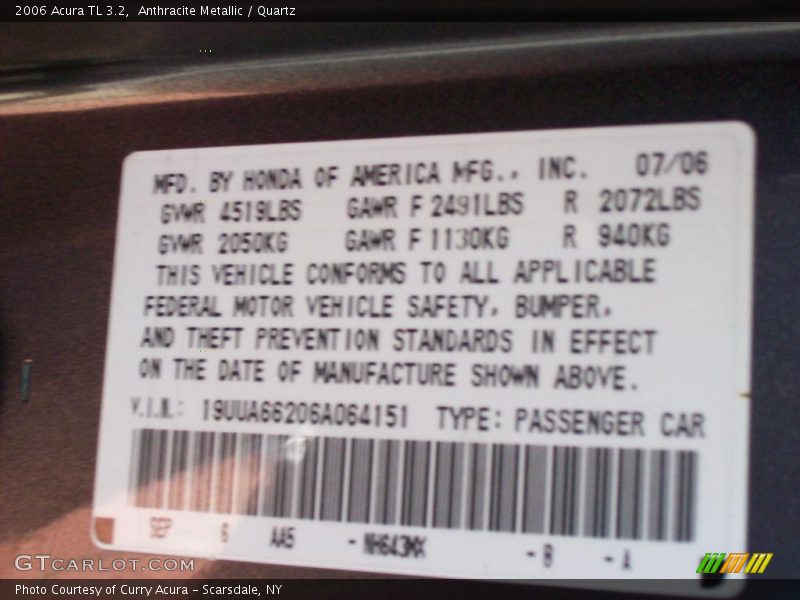 2006 Acura TL 3.2,  Anthracite Metallic / Quartz
MFD. BY HONDA OF AMERICA MFG., INC. 07/06
GVWR 4519LBS GAWR F 2491LBS R 2072LBS
GVWR 2050KG GAWR F 1130KG R 940KG
THIS VEHICLE CONFORMS TO ALL APPLICABLE
FEDERAL MOTOR VEHICLE SAFETY, BUMPER,
AND THEFT PREVENTION STANDARDS IN EFFECT
ON THE DATE OF MANUFACTURE SHOWN ABOVE.
V.I.N.: 19UUA66206A064151 TYPE: PASSENGER CAR
SEP 6 AA5 -NH643MX -B -A
GTCARLOT.COM
Photo Courtesy of Curry Acura - Scarsdale, NY